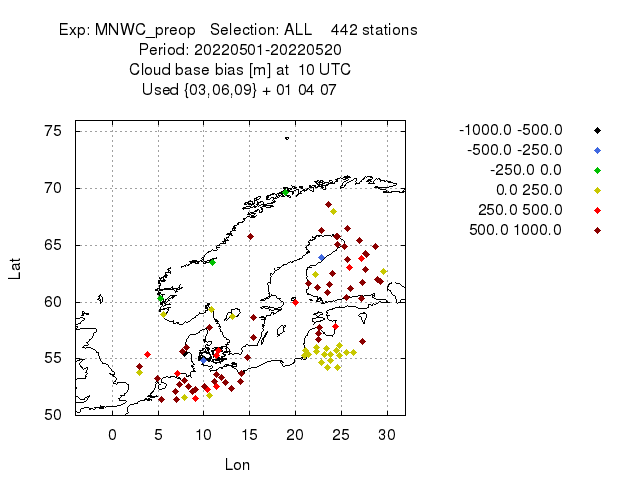 Exp: MNWC_preop   Selection: ALL    442 stations
Period: 20220501-20220520
Cloud base bias [m] at  10 UTC
Used {03,06,09} + 01 04 07
-1000.0 -500.0
-500.0 -250.0
-250.0 0.0
0.0 250.0
250.0 500.0
500.0 1000.0
75
70
65
60
55
50
Lat
0 5 10 15 20 25 30
Lon